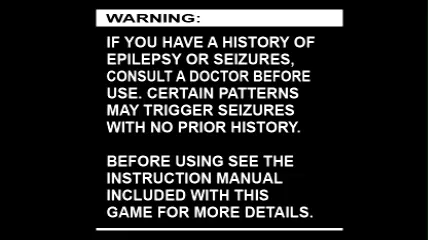 WARNING:
IF YOU HAVE A HISTORY OF
EPILEPSY OR SEIZURES,
CONSULT A DOCTOR BEFORE
USE. CERTAIN PATTERNS
MAY TRIGGER SEIZURES
WITH NO PRIOR HISTORY.
BEFORE USING SEE THE
INSTRUCTION MANUAL
INCLUDED WITH THIS
GAME FOR MORE DETAILS.